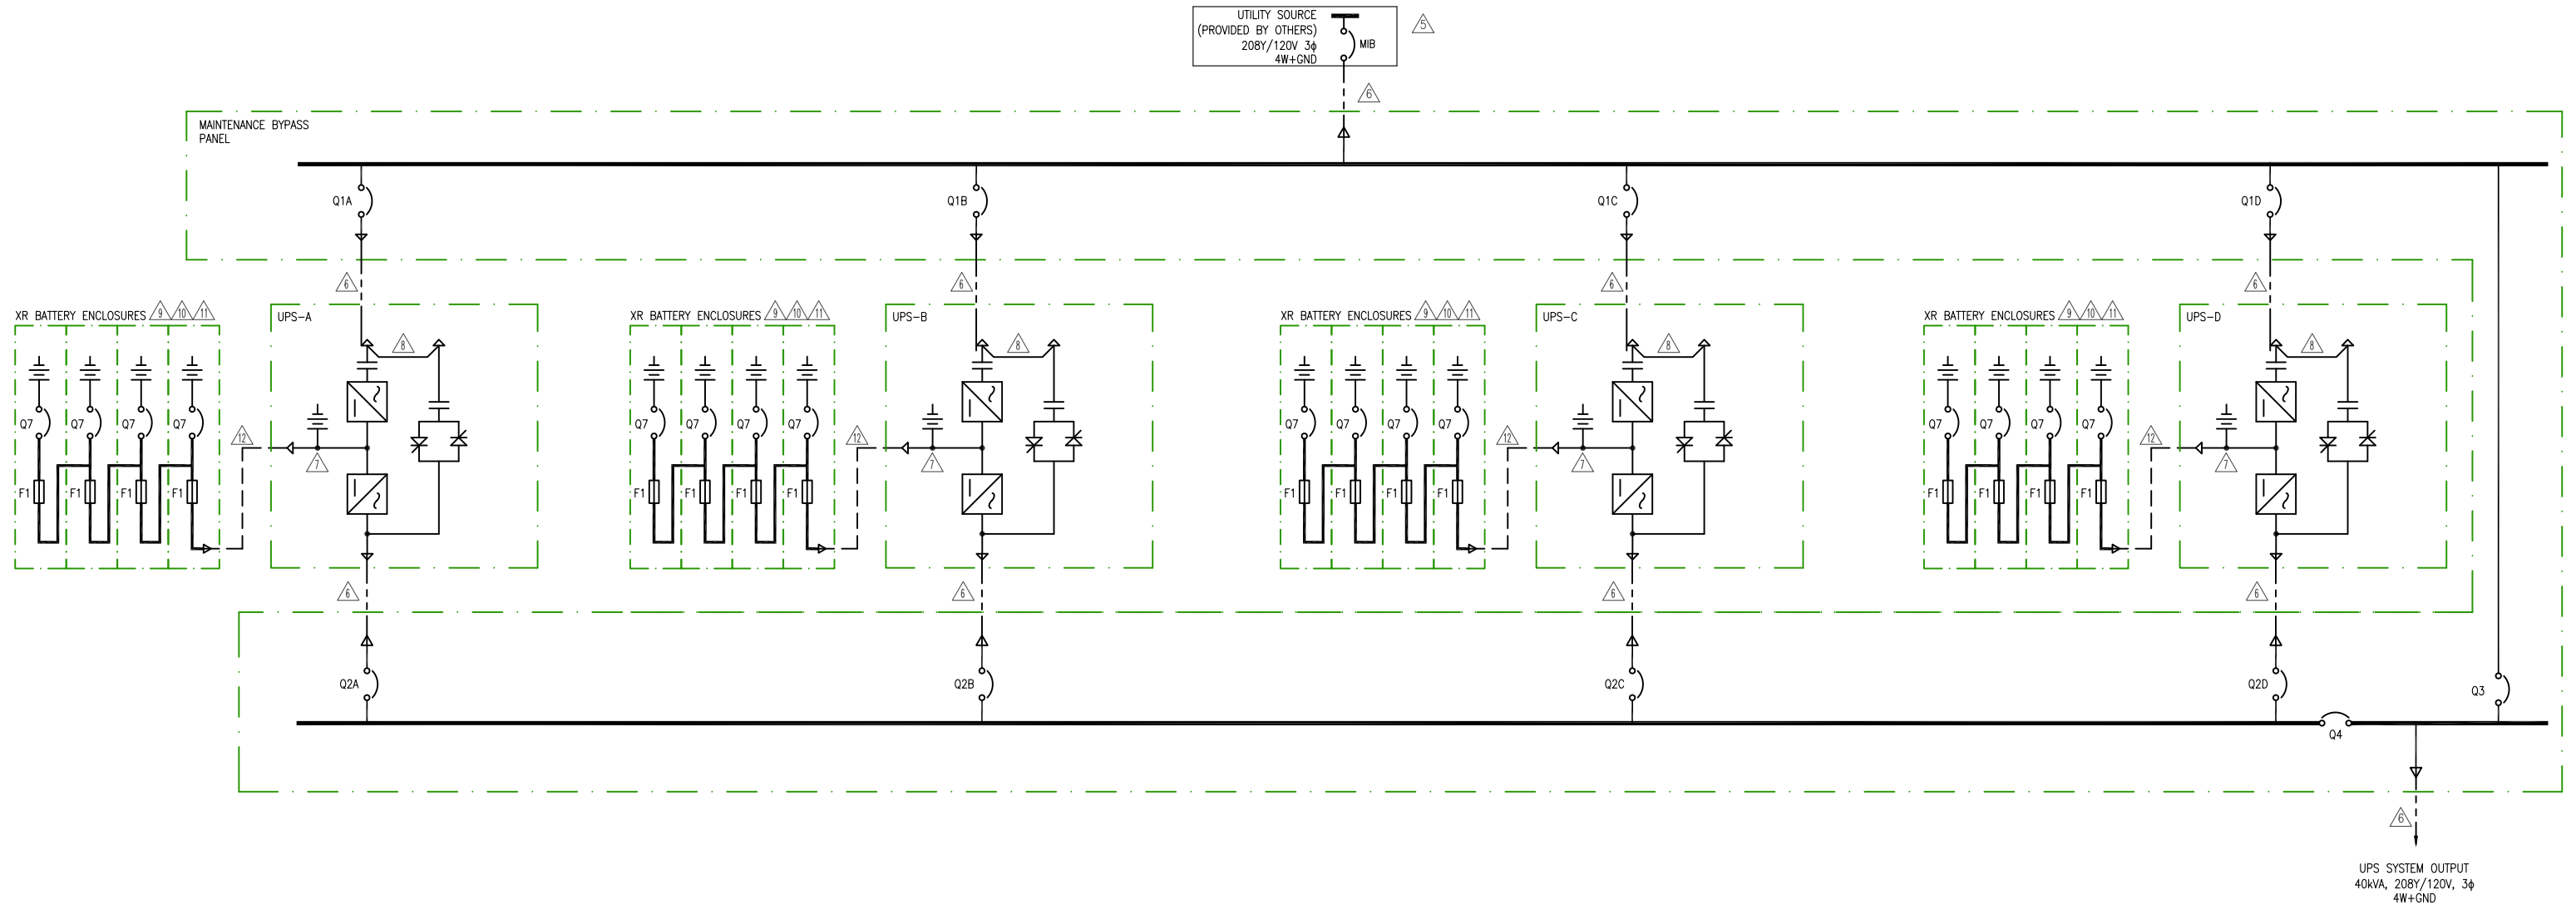 UTILITY SOURCE
(PROVIDED BY OTHERS)
208Y/120V 3ϕ
4W+GND
MIB
5
6
MAINTENANCE BYPASS
PANEL
Q1A
Q1B
Q1C
Q1D
6
6
6
6
XR BATTERY ENCLOSURES 9 10 11
UPS-A
XR BATTERY ENCLOSURES 9 10 11
UPS-B
XR BATTERY ENCLOSURES 9 10 11
UPS-C
XR BATTERY ENCLOSURES 9 10 11
UPS-D
8
8
8
8
Q7 Q7 Q7 Q7
12
7
Q7 Q7 Q7 Q7
12
7
Q7 Q7 Q7 Q7
12
7
Q7 Q7 Q7 Q7
12
7
F1 F1 F1 F1
F1 F1 F1 F1
F1 F1 F1 F1
F1 F1 F1 F1
6
6
6
6
Q2A
Q2B
Q2C
Q2D
Q3
Q4
6
UPS SYSTEM OUTPUT
40kVA, 208Y/120V, 3ϕ
4W+GND